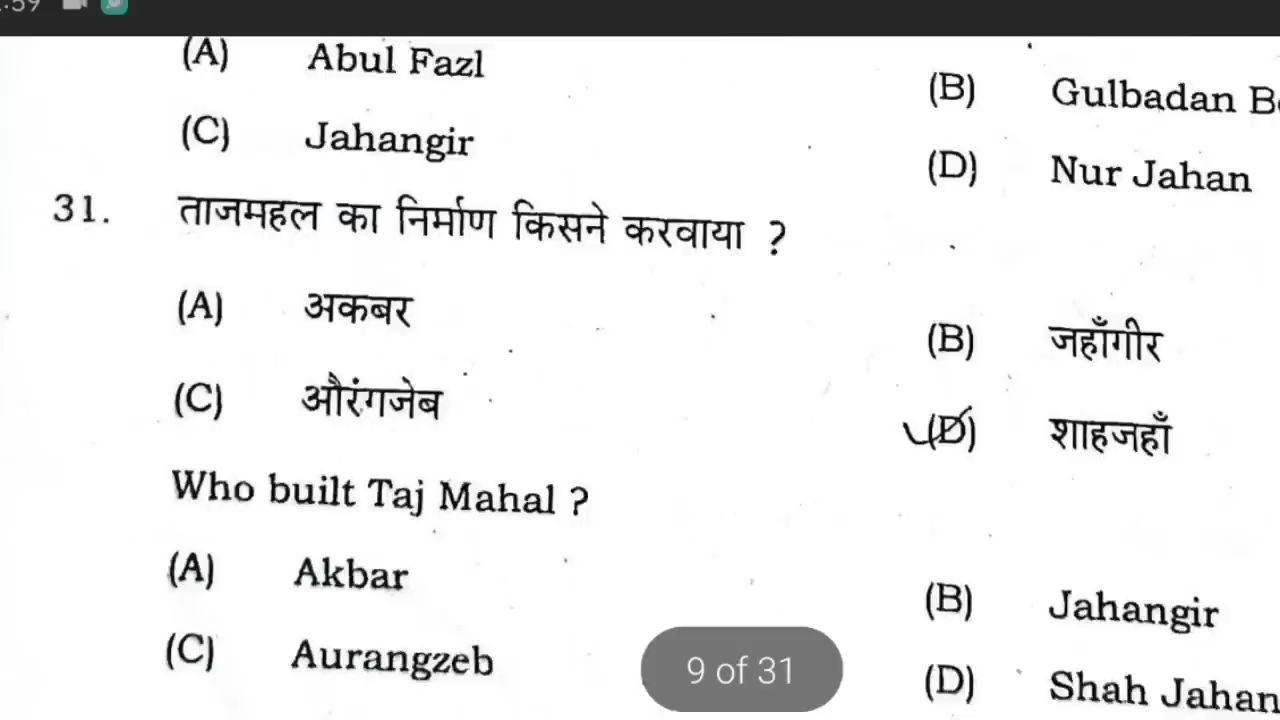 :59
(A) Abul Fazl
(B) Gulbadan
(C) Jahangir
(D) Nur Jahan
31. ताजमहल का निर्माण किसने करवाया ?
(A) अकबर
(B) जहाँगीर
(C) औरंगजेब
(D) शाहजहाँ
Who built Taj Mahal ?
(A) Akbar
(B) Jahangir
(C) Aurangzeb
(D) Shah Jahan
9 of 31